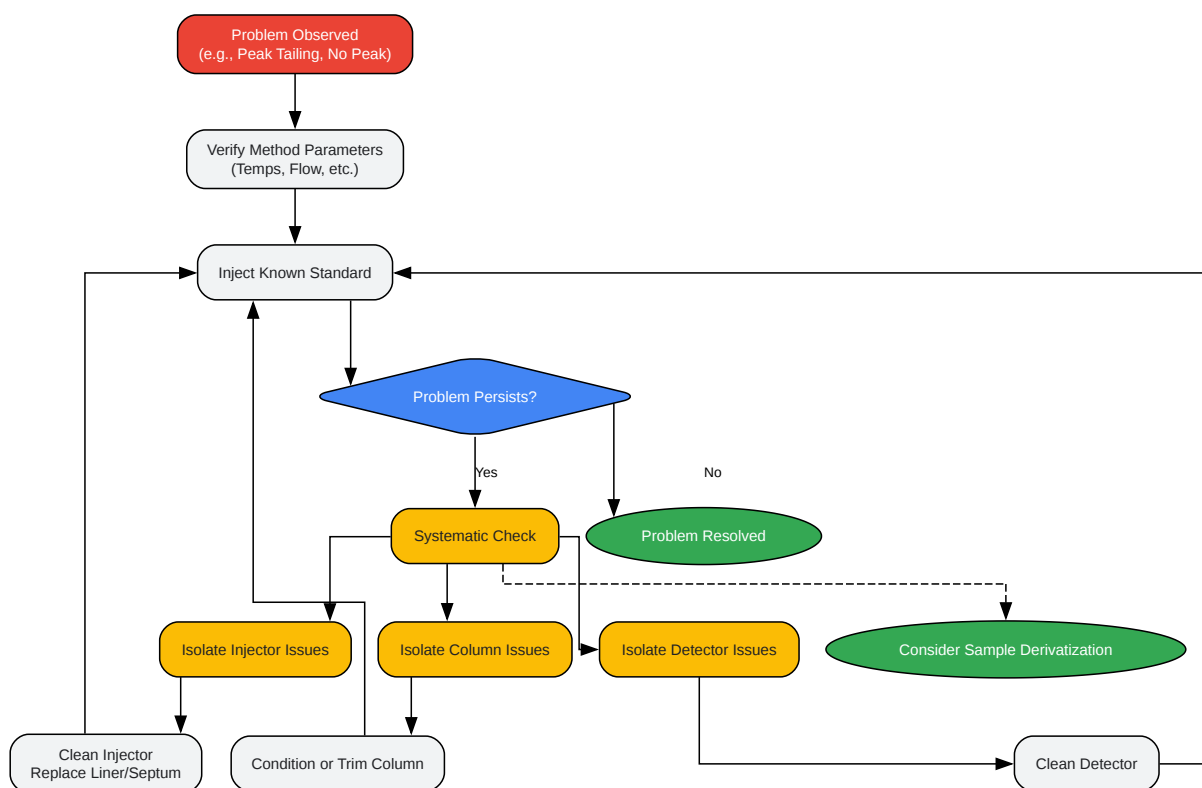 Problem Observed
(e.g., Peak Tailing, No Peak)
Verify Method Parameters
(Temps, Flow, etc.)
Inject Known Standard
Problem Persists?
Yes
No
Systematic Check
Problem Resolved
Isolate Injector Issues
Isolate Column Issues
Isolate Detector Issues
Consider Sample Derivatization
Clean Injector
Replace Liner/Septum
Condition or Trim Column
Clean Detector